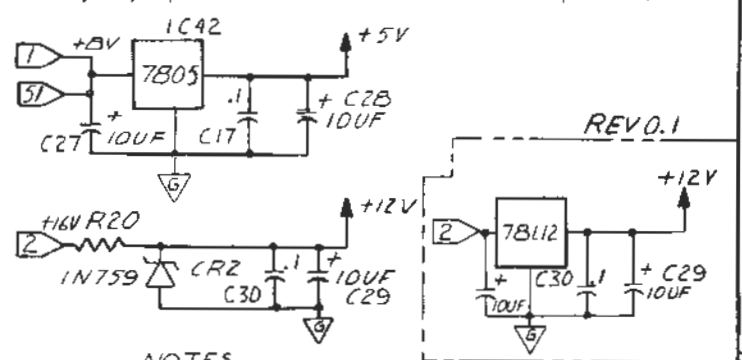 IC42
+5V
1
+8V
7805
51
+
.1
+ C28
C27
10UF
C17
10UF
G
REV 0.1
+12V
+16V R20
+12V
2
2
78L12
1N759
CR2
.1
+
10UF
C30
C29
C30
.1
+ C29
+
10UF
10UF
G
G
NOTES